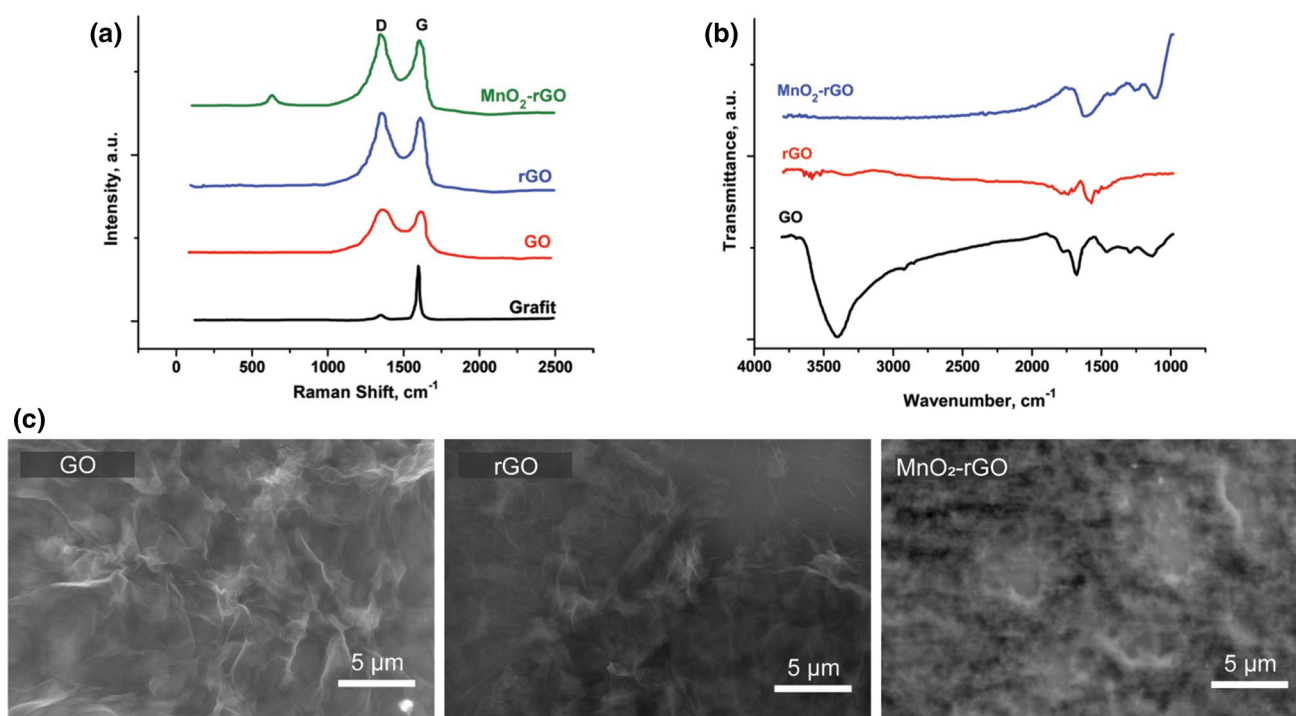 (a)
D G
MnO₂-rGO
rGO
GO
Grafit
Intensity, a.u.
0 500 1000 1500 2000 2500
Raman Shift, cm⁻¹
(b)
MnO₂-rGO
rGO
GO
Transmittance, a.u.
4000 3500 3000 2500 2000 1500 1000
Wavenumber, cm⁻¹
(c)
GO
5 µm
rGO
5 µm
MnO₂-rGO
5 µm